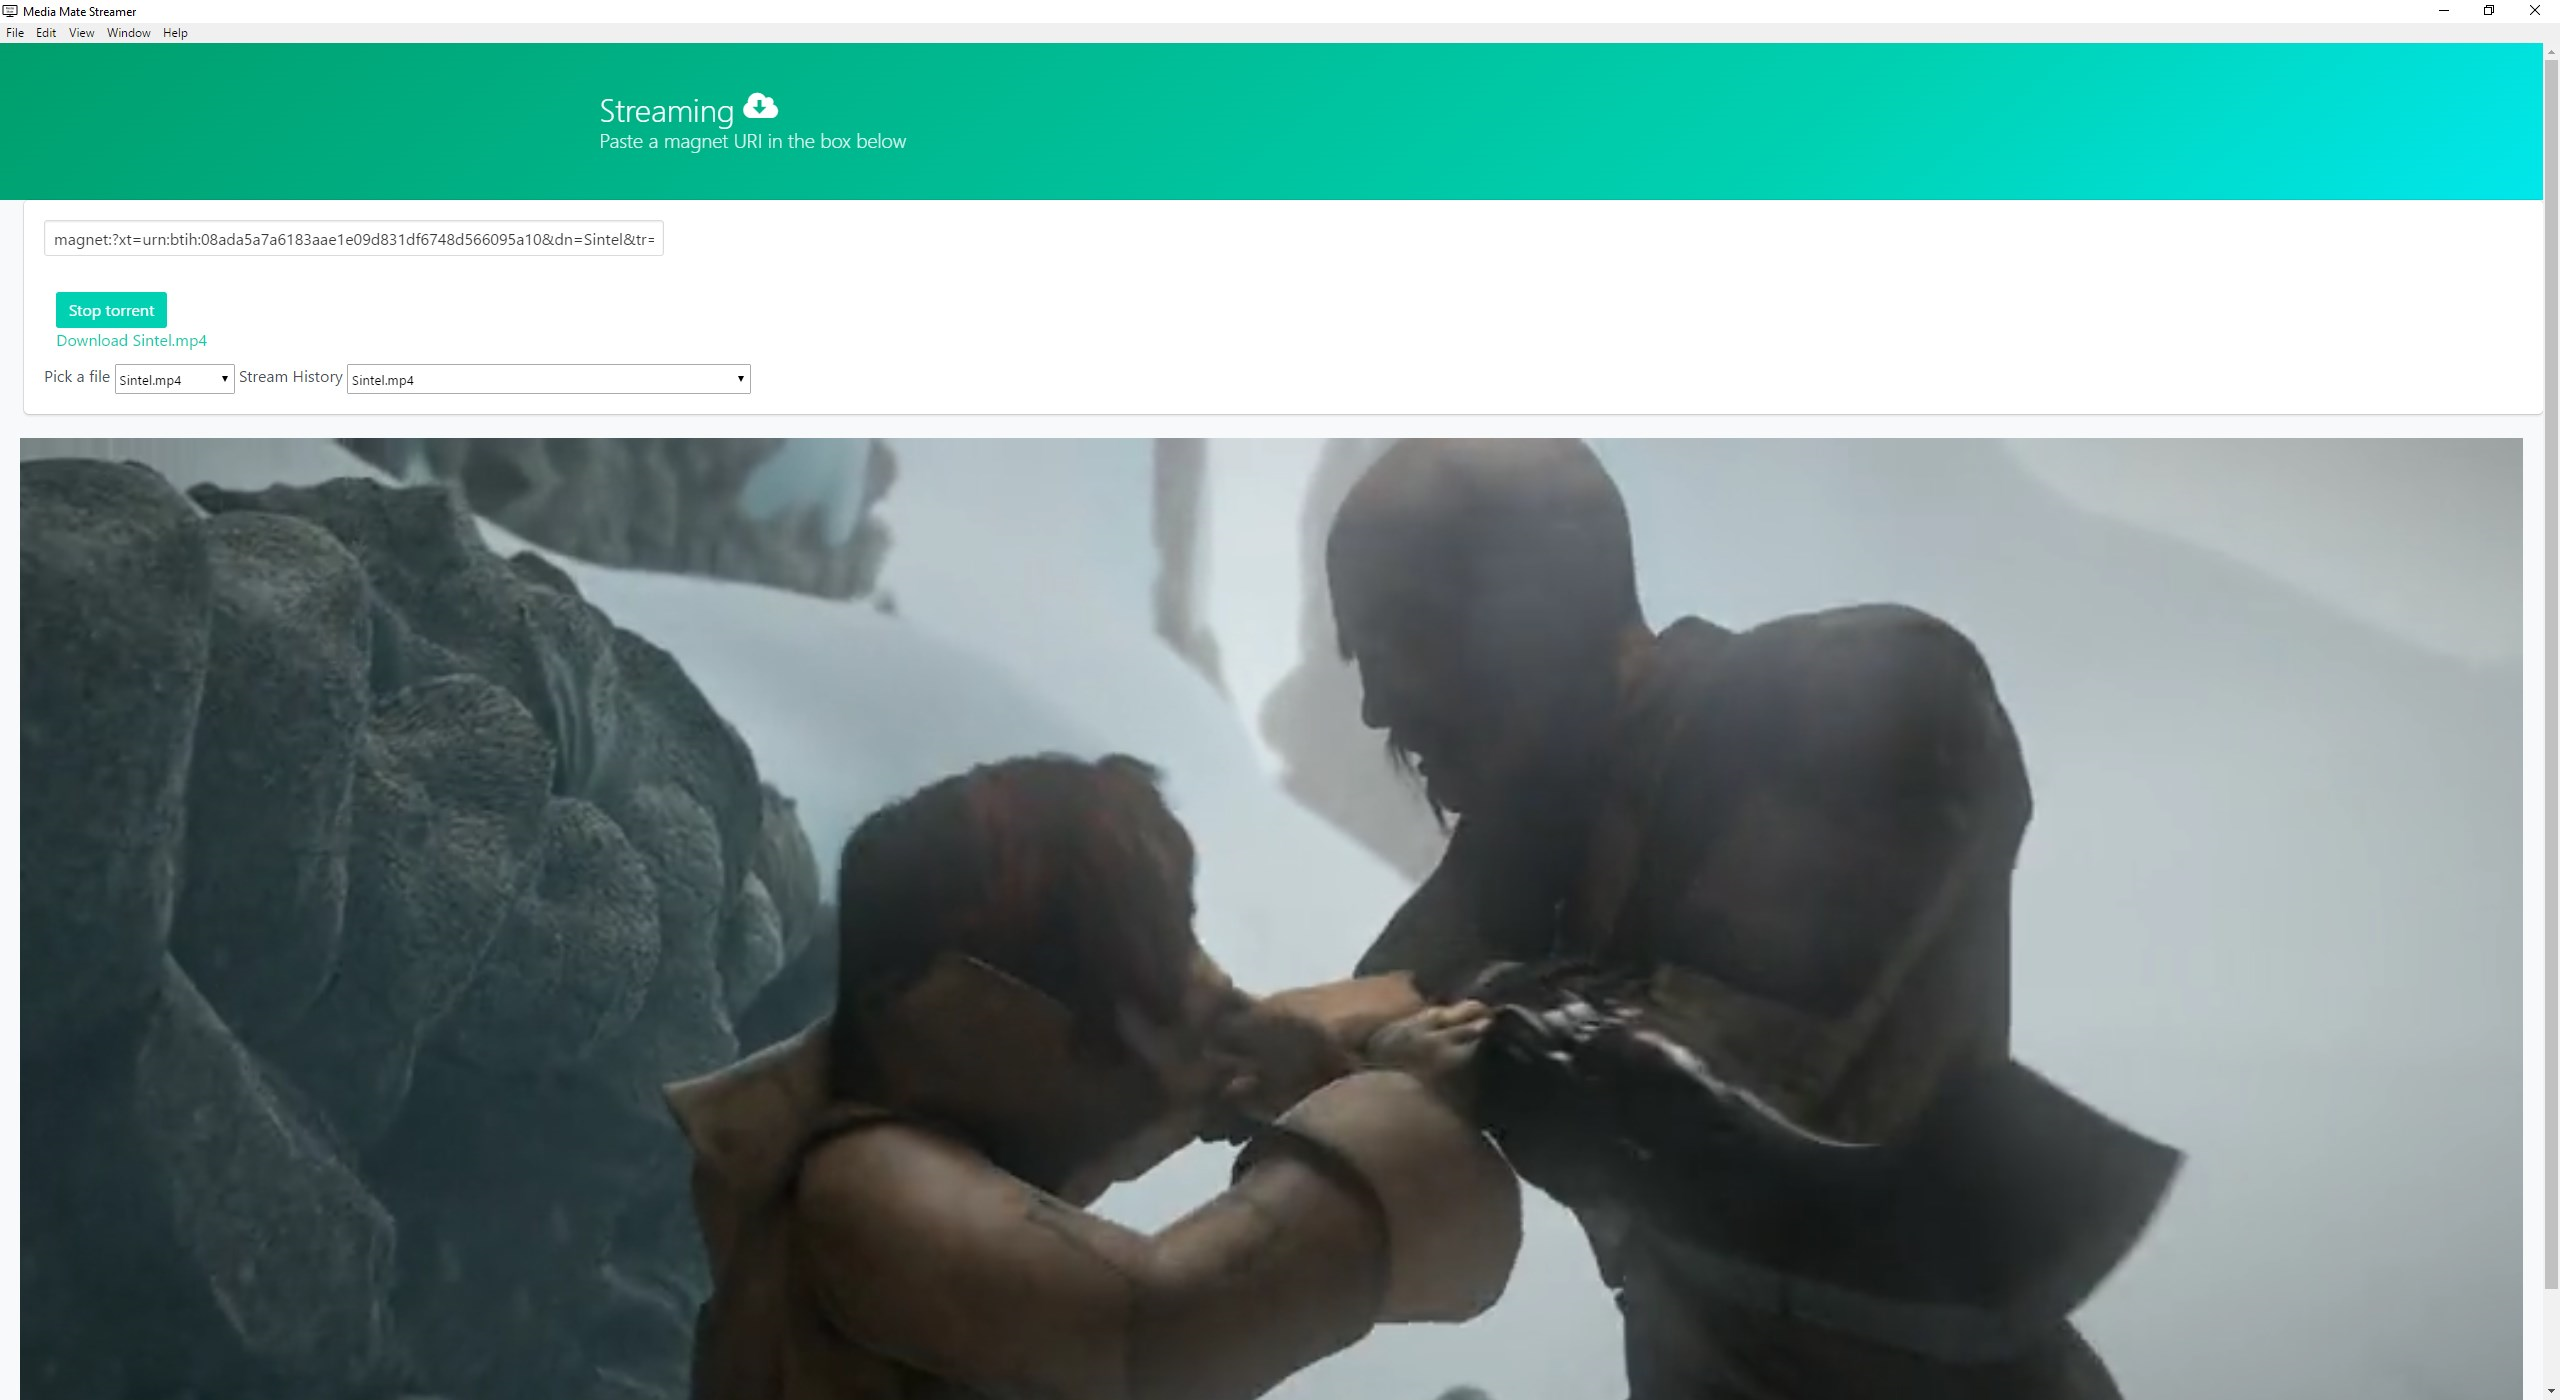 Media Mate Streamer
File Edit View Window Help
Streaming
Paste a magnet URI in the box below
magnet:?xt=urn:btih:08ada5a7a6183aae1e09d831df6748d566095a10&dn=Sintel&tr=
Stop torrent
Download Sintel.mp4
Pick a file Sintel.mp4 Stream History Sintel.mp4